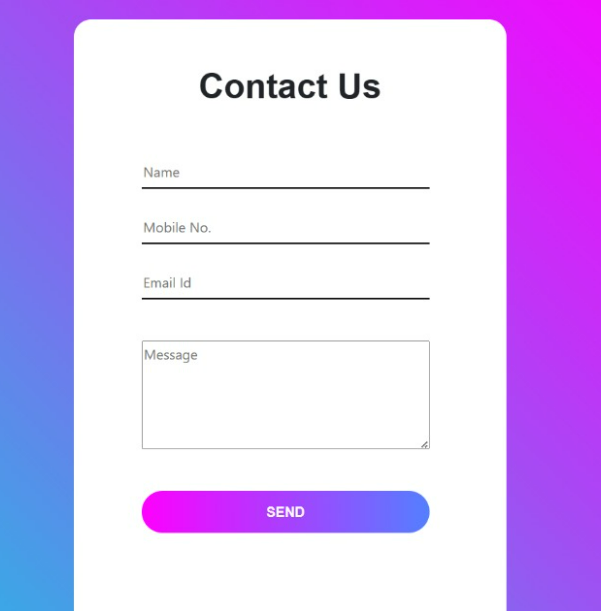 Contact Us
Name
Mobile No.
Email Id
Message
SEND